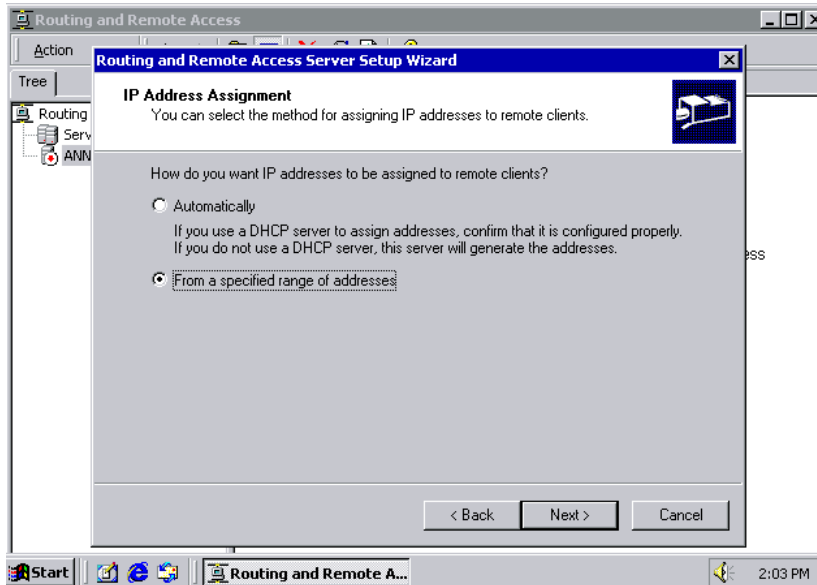 Routing and Remote Access
Action
Routing and Remote Access Server Setup Wizard
Tree
IP Address Assignment
You can select the method for assigning IP addresses to remote clients.
Routing
Serv
ANN
How do you want IP addresses to be assigned to remote clients?
Automatically
If you use a DHCP server to assign addresses, confirm that it is configured properly.
If you do not use a DHCP server, this server will generate the addresses.
ess
From a specified range of addresses
< Back
Next >
Cancel
Start
Routing and Remote A...
2:03 PM